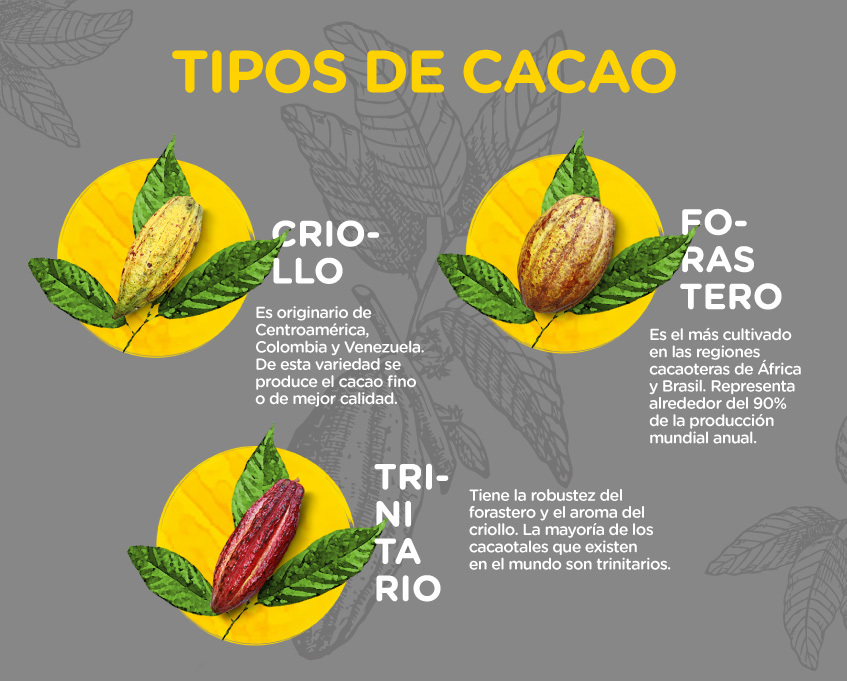 TIPOS DE CACAO
CRIO-
LLO
Es originario de
Centroamérica,
Colombia y Venezuela.
De esta variedad se
produce el cacao fino
o de mejor calidad.
FO-
RAS
TERO
Es el más cultivado
en las regiones
cacaoteras de África
y Brasil. Representa
alrededor del 90%
de la producción
mundial anual.
TRI-
NI
TA
RIO
Tiene la robustez del
forastero y el aroma del
criollo. La mayoría de los
cacaotales que existen
en el mundo son trinitarios.